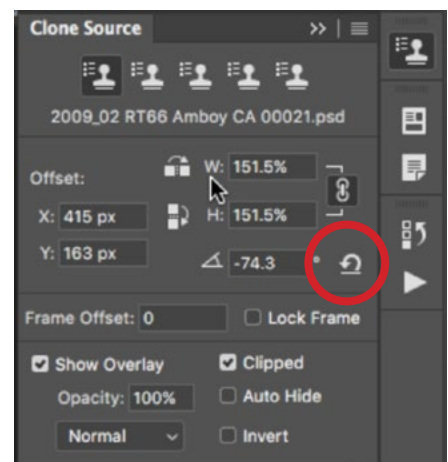 Clone Source
2009_02 RT66 Amboy CA 00021.psd
Offset:
W: 151.5%
X: 415 px
H: 151.5%
Y: 163 px
-74.3 °
Frame Offset: 0
Lock Frame
Show Overlay
Clipped
Opacity: 100%
Auto Hide
Normal
Invert